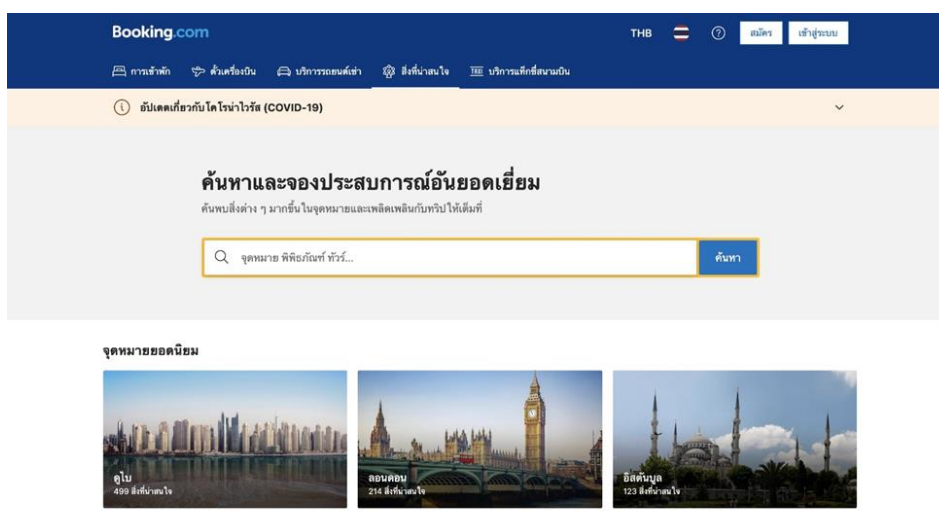 Booking.com
THB
สมัคร
เข้าสู่ระบบ
การเข้าพัก
ตั๋วเครื่องบิน
บริการรถยนต์เช่า
สิ่งที่น่าสนใจ
TAXI
บริการแท็กซี่สนามบิน
อัปเดตเกี่ยวกับโคโรน่าไวรัส (COVID-19)
ค้นหาและจองประสบการณ์อันยอดเยี่ยม
ค้นพบสิ่งต่าง ๆ มากขึ้นในจุดหมายและเพลิดเพลินกับทริปให้เต็มที่
จุดหมาย พิพิธภัณฑ์ ทัวร์...
ค้นหา
จุดหมายยอดนิยม
ดูไบ
499 สิ่งที่น่าสนใจ
ลอนดอน
214 สิ่งที่น่าสนใจ
อิสตันบูล
123 สิ่งที่น่าสนใจ